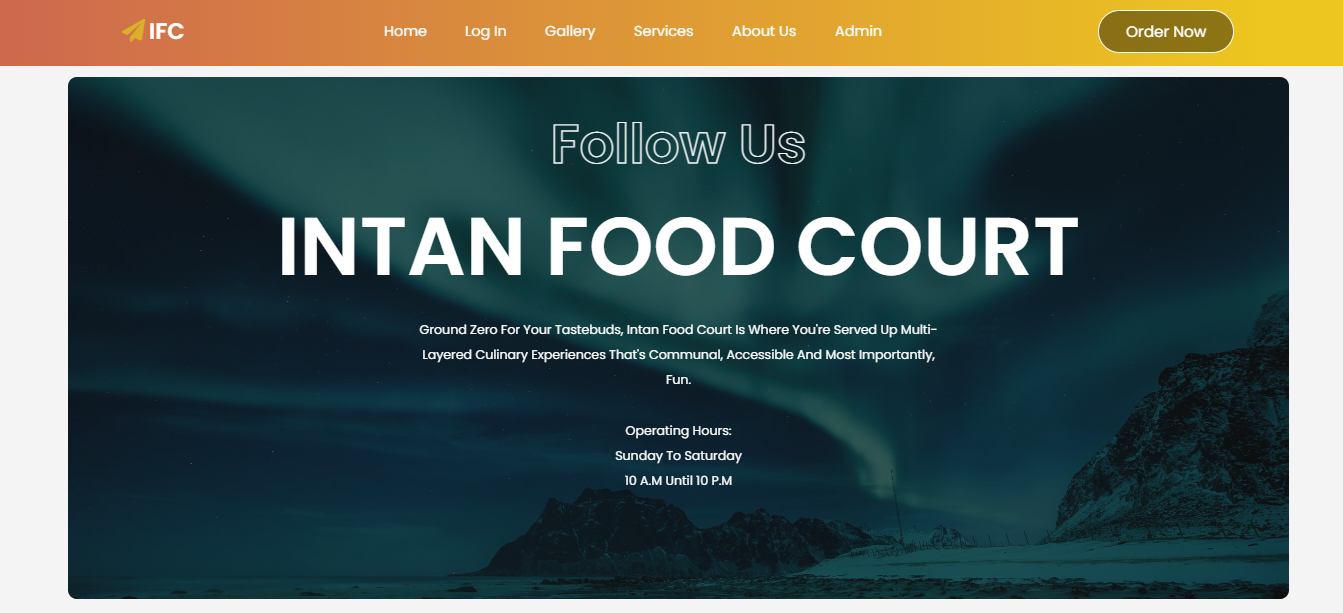 IFC
Home
Log In
Gallery
Services
About Us
Admin
Order Now
Follow Us
INTAN FOOD COURT
Ground Zero For Your Tastebuds, Intan Food Court Is Where You're Served Up Multi-
Layered Culinary Experiences That's Communal, Accessible And Most Importantly,
Fun.
Operating Hours:
Sunday To Saturday
10 A.M Until 10 P.M